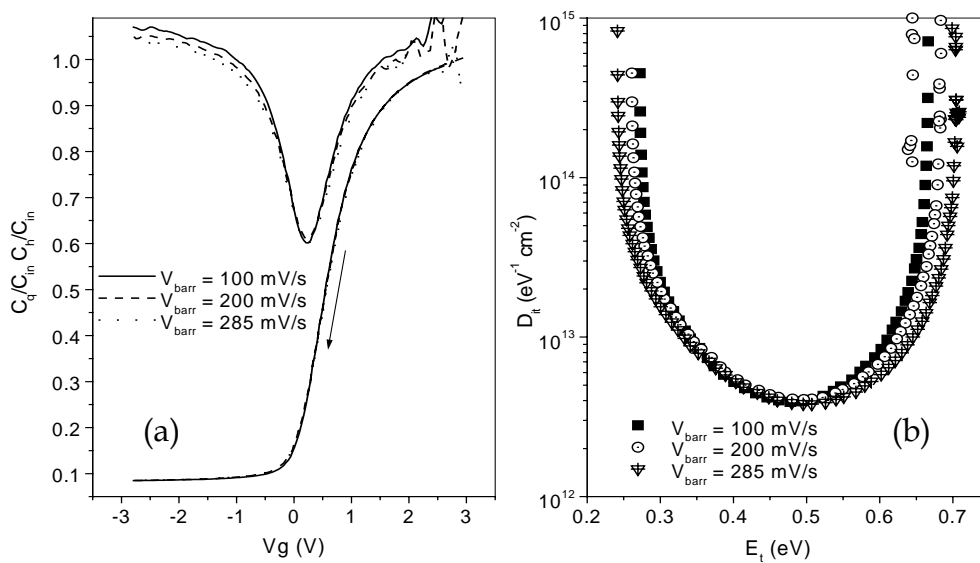 (a)
1.0
0.9
0.8
0.7
0.6
0.5
0.4
0.3
0.2
0.1
C_q/C_in C_h/C_in
V_barr = 100 mV/s
V_barr = 200 mV/s
V_barr = 285 mV/s
-3 -2 -1 0 1 2 3
Vg (V)
10^15
10^14
10^13
10^12
D_it (eV^-1 cm^-2)
V_barr = 100 mV/s
V_barr = 200 mV/s
V_barr = 285 mV/s
(b)
0.2 0.3 0.4 0.5 0.6 0.7
E_t (eV)